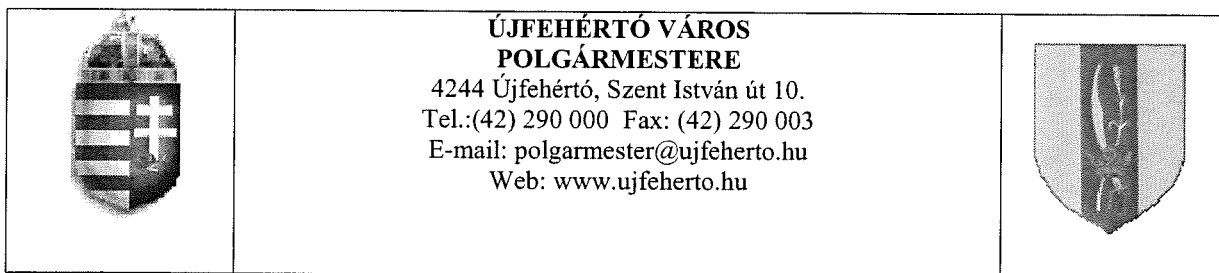 ÚJFEHÉRTÓ VÁROS
POLGÁRMESTERE
4244 Újfehértó, Szent István út 10.
Tel.:(42) 290 000 Fax: (42) 290 003
E-mail: polgarmester@ujfeherto.hu
Web: www.ujfeherto.hu